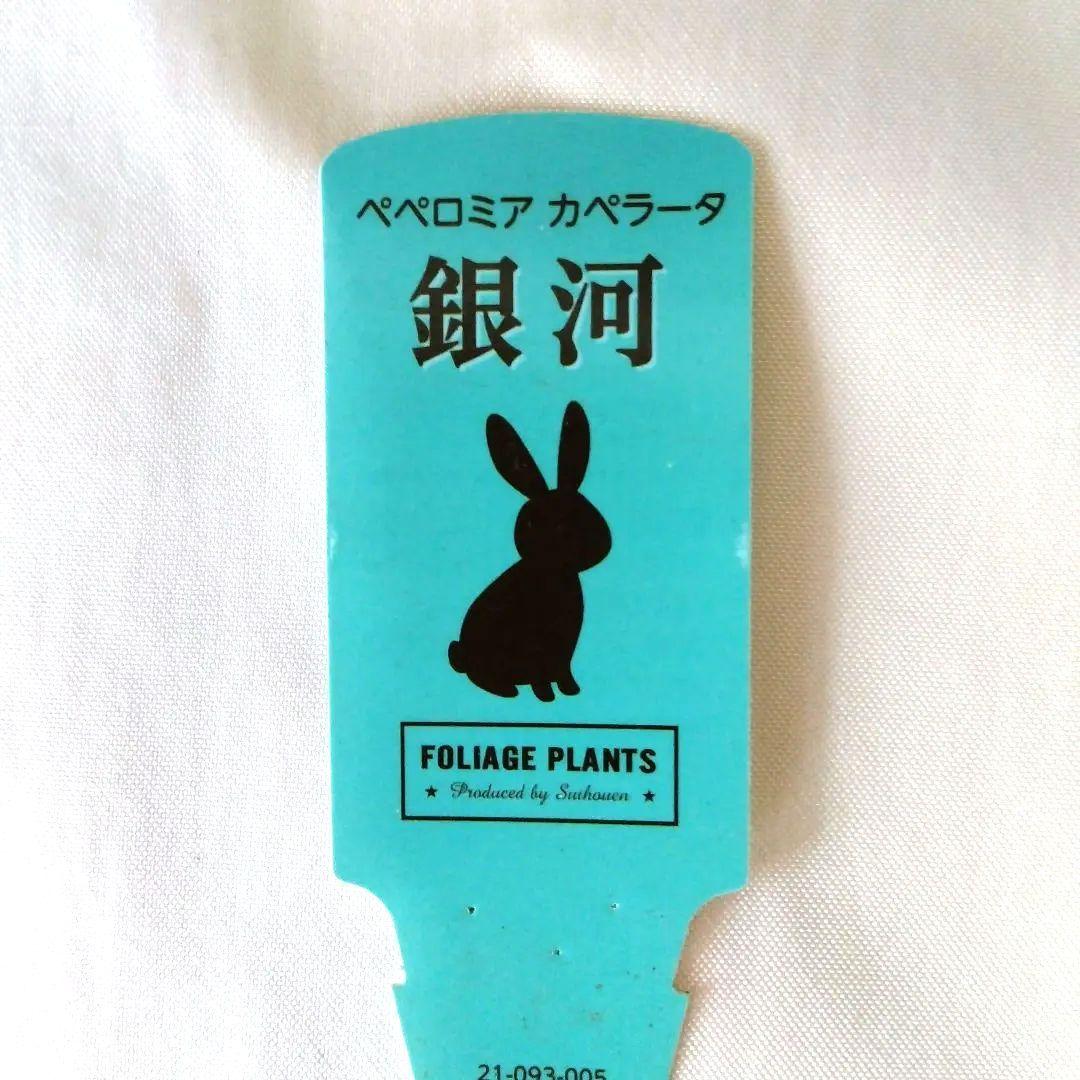 ペペロミア カペラータ
銀河
FOLIAGE PLANTS
★ Produced by Suihouen ★
21-093-005